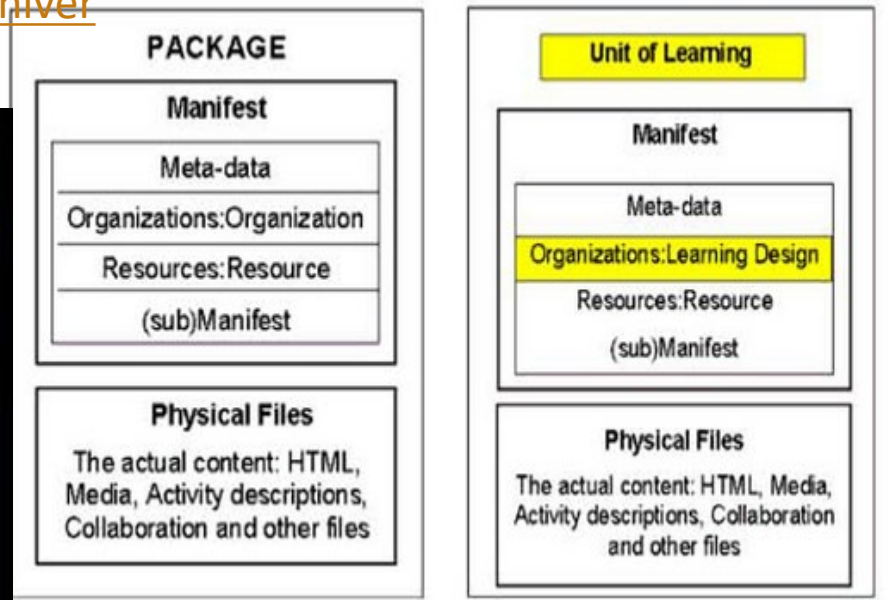 PACKAGE
Manifest
Meta-data
Organizations:Organization
Resources:Resource
(sub)Manifest
Physical Files
The actual content: HTML,
Media, Activity descriptions,
Collaboration and other files
Unit of Learning
Manifest
Meta-data
Organizations:Learning Design
Resources:Resource
(sub)Manifest
Physical Files
The actual content: HTML, Media,
Activity descriptions, Collaboration
and other files